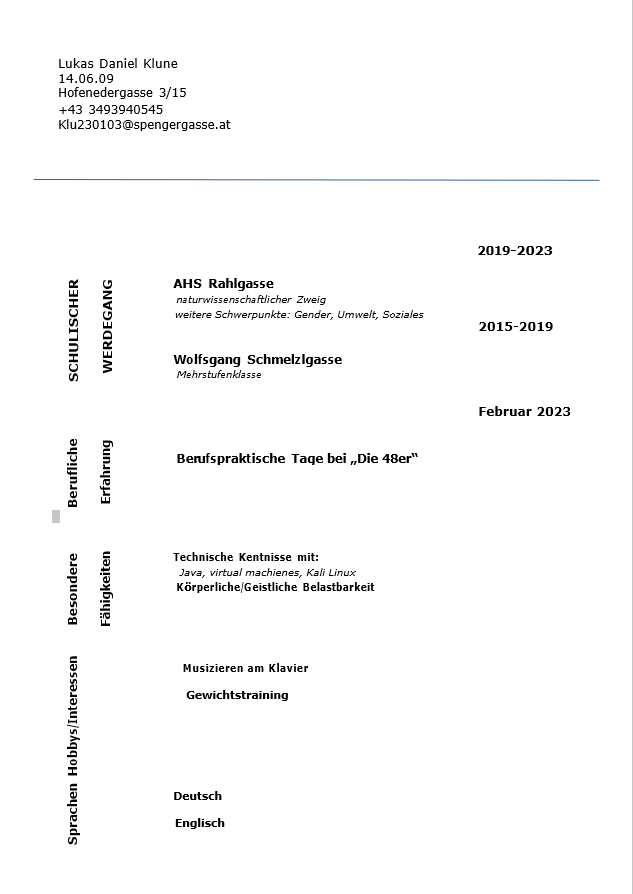 Lukas Daniel Klune
14.06.09
Hofenedergasse 3/15
+43 3493940545
Klu230103@spengergasse.at
SCHULISCHER
WERDEGANG
2019-2023
AHS Rahlgasse
naturwissenschaftlicher Zweig
weitere Schwerpunkte: Gender, Umwelt, Soziales
2015-2019
Wolfsgang Schmelzlgasse
Mehrstufenklasse
Februar 2023
Berufliche
Erfahrung
Berufspraktische Tage bei „Die 48er“
Besondere
Fähigkeiten
Technische Kentnisse mit:
Java, virtual machienes, Kali Linux
Körperliche/Geistliche Belastbarkeit
Hobbys/Interessen
Musizieren am Klavier
Gewichtstraining
Sprachen
Deutsch
Englisch